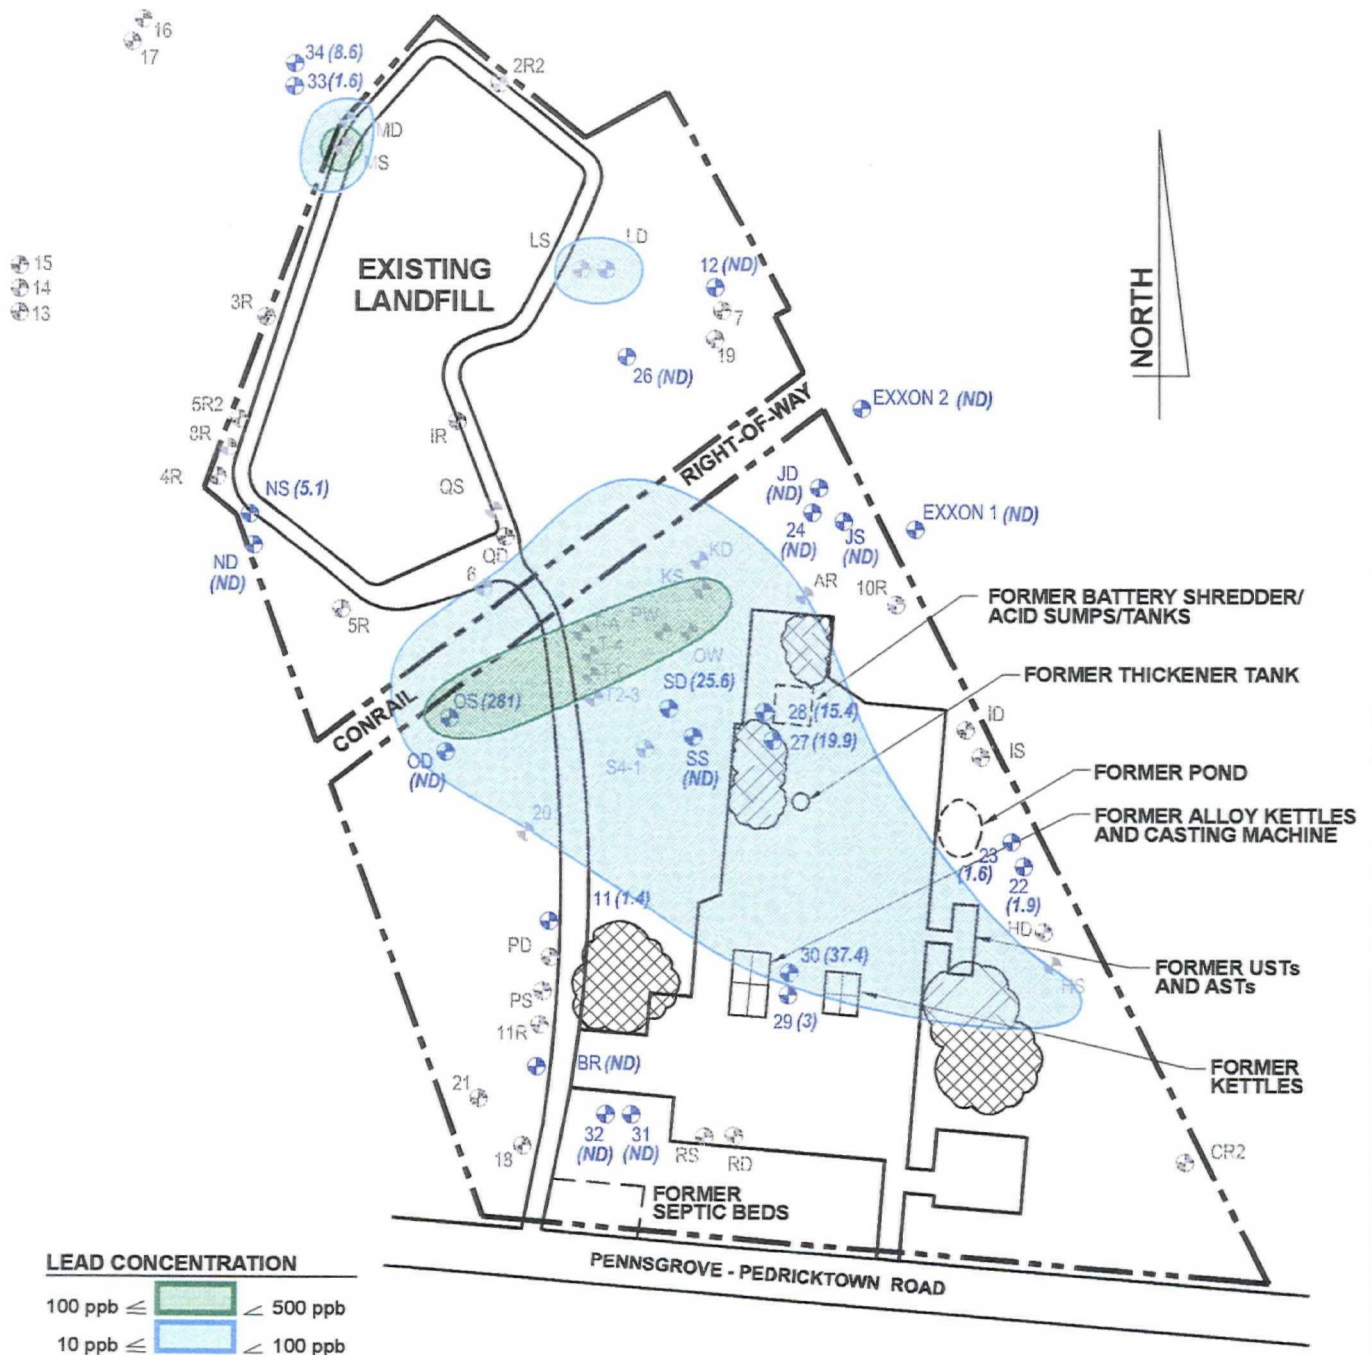 16
17
34 (8.6)
33 (1.6)
2R2
MD
MS
LS
LD
EXISTING
LANDFILL
12 (ND)
7
19
15
14
13
3R
26 (ND)
NORTH
RIGHT-OF-WAY
EXXON 2 (ND)
5R2
8R
4R
IR
QS
NS (5.1)
JD
(ND)
24
(ND)
JS
(ND)
EXXON 1 (ND)
QD
ND
(ND)
KD
KS
6
AR
10R
5R
FORMER BATTERY SHREDDER/
ACID SUMPS/TANKS
PW
T-4
OW
T2-3
SD (25.6)
FORMER THICKENER TANK
OS (281)
28 (15.4)
27 (19.9)
CONRAIL
OD
(ND)
S4-1
SS
(ND)
ID
IS
FORMER POND
FORMER ALLOY KETTLES
AND CASTING MACHINE
20
23
(1.6)
22
(1.9)
11 (1.4)
HD
PD
30 (37.4)
HS
FORMER USTs
AND ASTs
PS
29 (3)
11R
BR (ND)
FORMER
KETTLES
21
32
(ND)
31
(ND)
18
RS
RD
CR2
FORMER
SEPTIC BEDS
PENNSGROVE - PEDRICKTOWN ROAD
LEAD CONCENTRATION
100 ppb ≤ < 500 ppb
10 ppb ≤ < 100 ppb